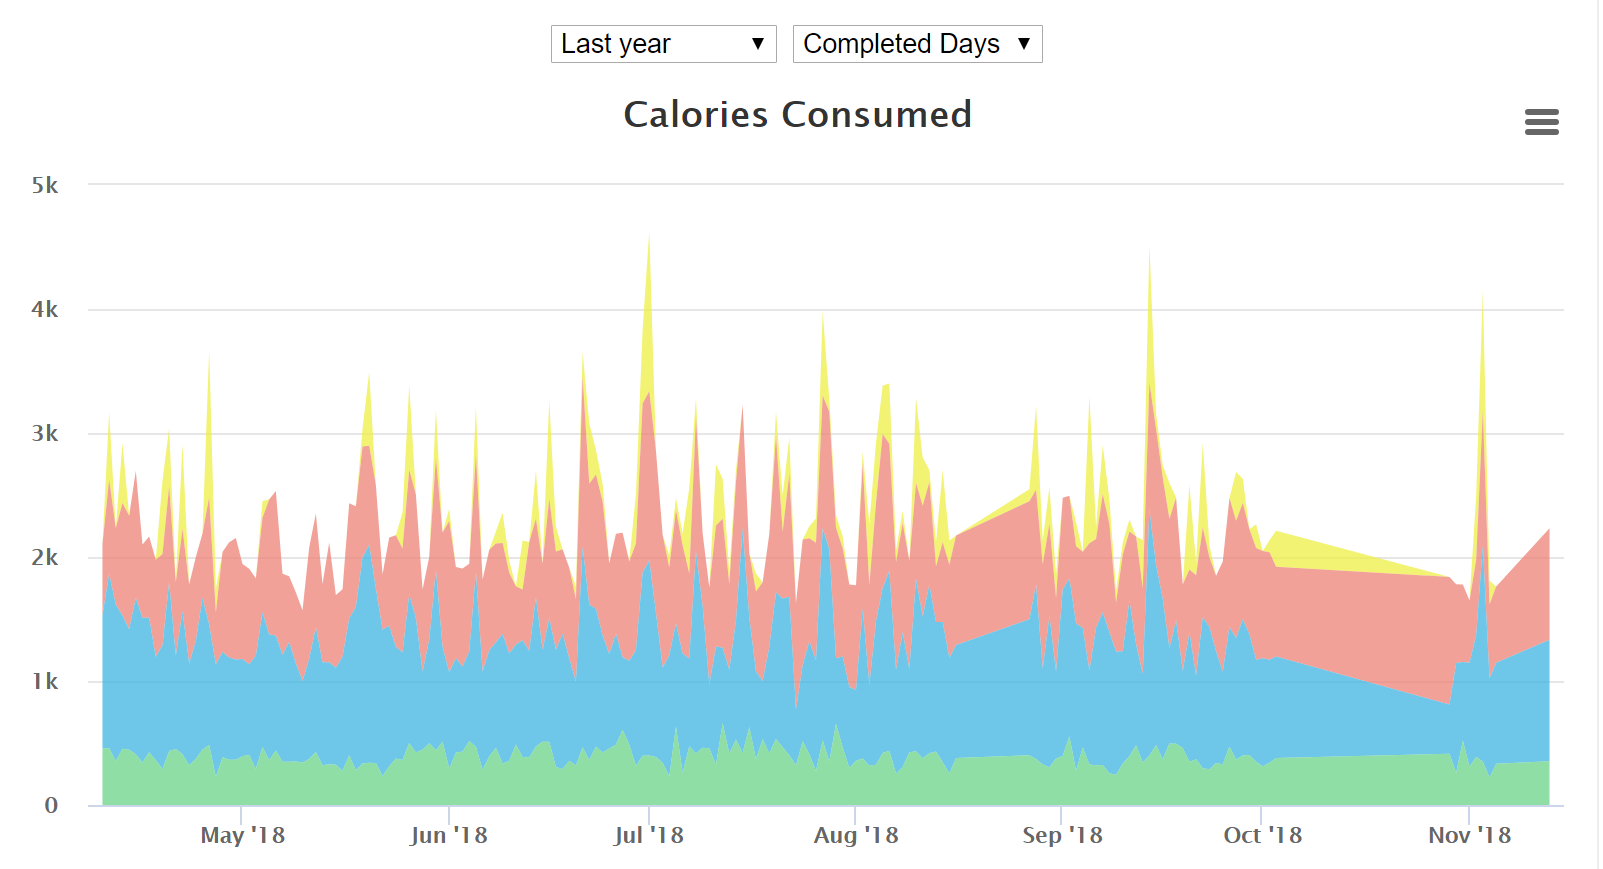 Last year ▼ Completed Days ▼
Calories Consumed
5k
4k
3k
2k
1k
0
May '18 Jun '18 Jul '18 Aug '18 Sep '18 Oct '18 Nov '18